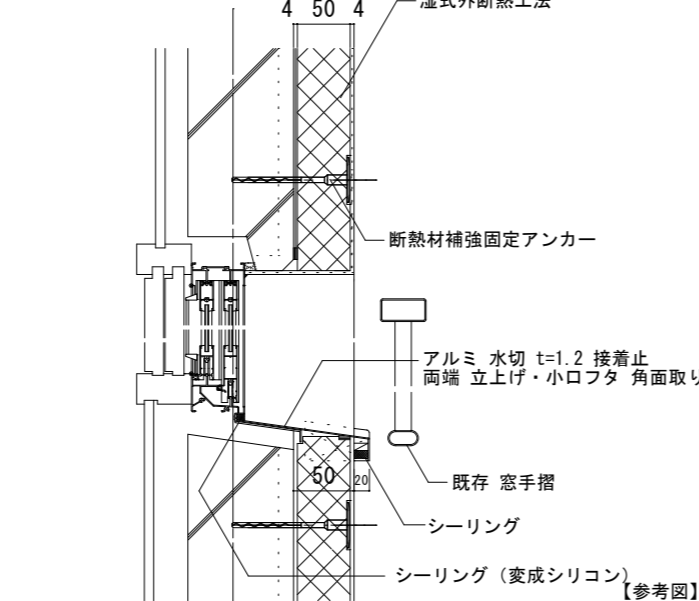 4 50 4
湿式外断熱工法
断熱材補強固定アンカー
アルミ 水切 t=1.2 接着止
両端 立上げ・小口フタ 角面取り
50
20
既存 窓手摺
シーリング
シーリング（変成シリコン）
【参考図】